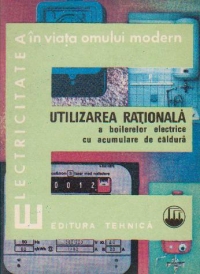 ELECTRICITATEA
în viața omului modern
UTILIZAREA RAȚIONALĂ
a boilerelor electrice
cu acumulare de căldură
0012
EDITURA TEHNICĂ